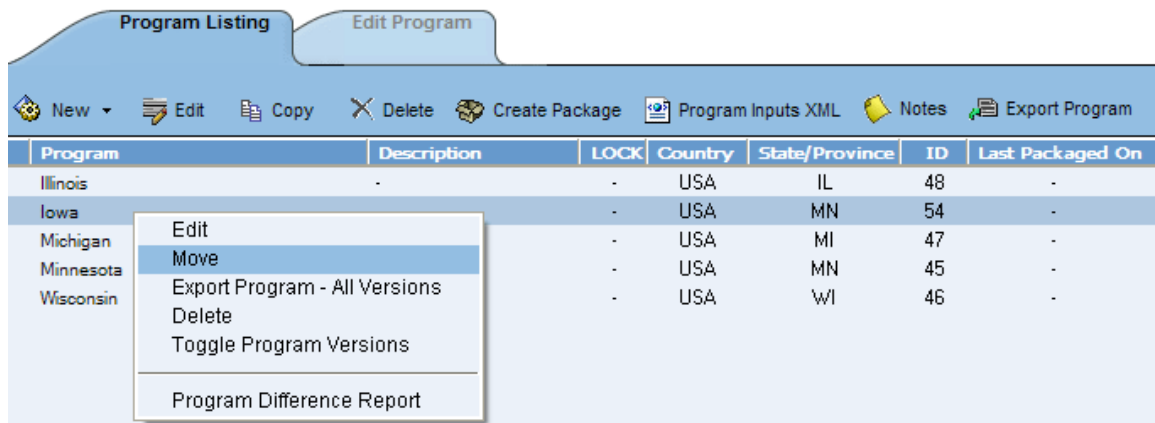 Program Listing Edit Program
New Edit Copy Delete Create Package Program Inputs XML Notes Export Program
Program Description LOCK Country State/Province ID Last Packaged On
Illinois - - USA IL 48 -
Iowa - USA MN 54 -
Michigan - USA MI 47 -
Minnesota - USA MN 45 -
Wisconsin - USA WI 46 -
Edit
Move
Export Program - All Versions
Delete
Toggle Program Versions
Program Difference Report